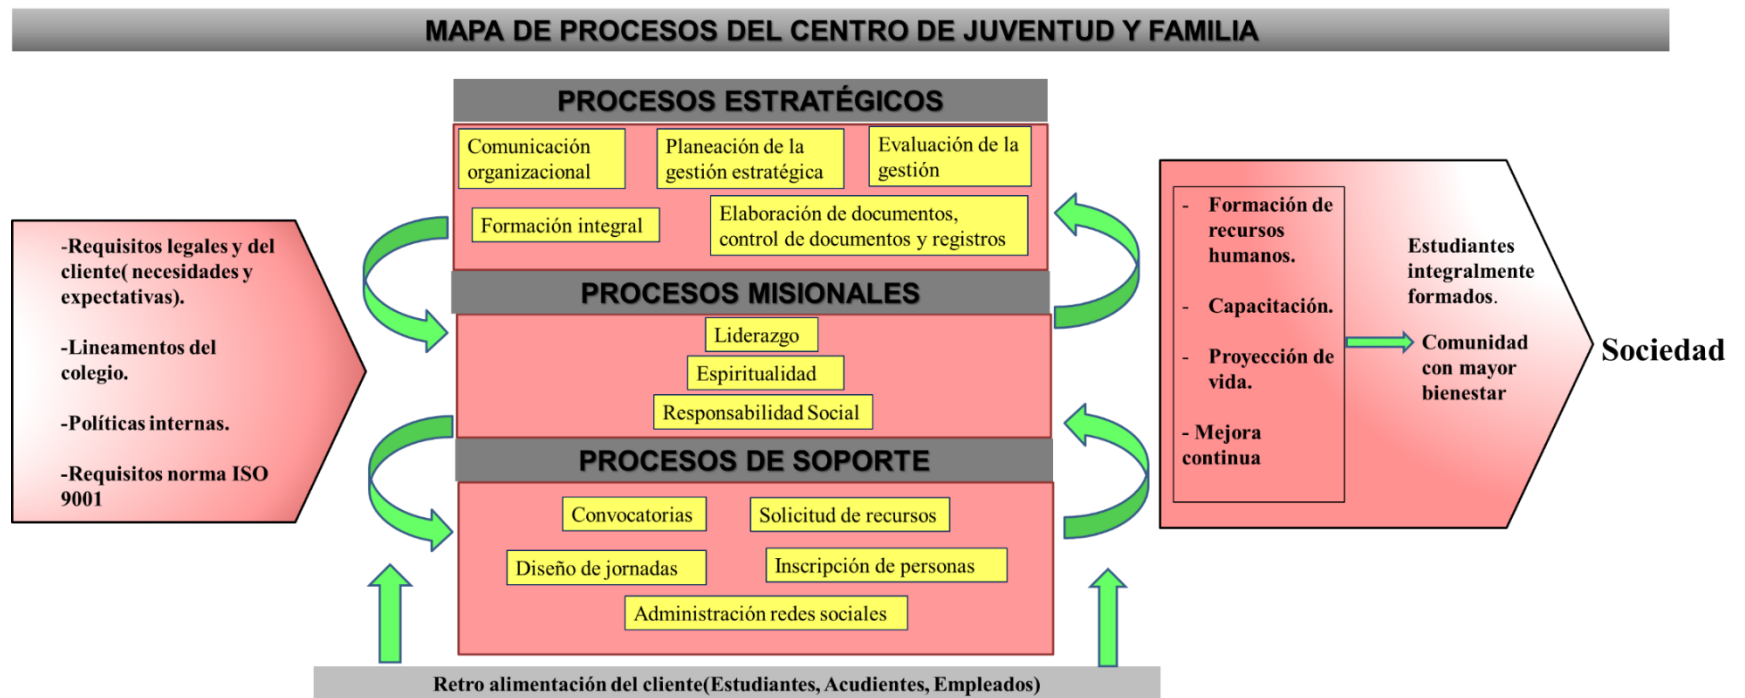 MAPA DE PROCESOS DEL CENTRO DE JUVENTUD Y FAMILIA
-Requisitos legales y del
cliente( necesidades y
expectativas).
-Lineamentos del
colegio.
-Políticas internas.
-Requisitos norma ISO
9001
PROCESOS ESTRATÉGICOS
Comunicación
organizacional
Planeación de la
gestión estratégica
Evaluación de la
gestión
Formación integral
Elaboración de documentos,
control de documentos y registros
PROCESOS MISIONALES
Liderazgo
Espiritualidad
Responsabilidad Social
PROCESOS DE SOPORTE
Convocatorias
Solicitud de recursos
Diseño de jornadas
Inscripción de personas
Administración redes sociales
- Formación de
recursos
humanos.
- Capacitación.
- Proyección de
vida.
- Mejora
continua
Estudiantes
integralmente
formados.
Comunidad
con mayor
bienestar
Sociedad
Retro alimentación del cliente(Estudiantes, Acudientes, Empleados)